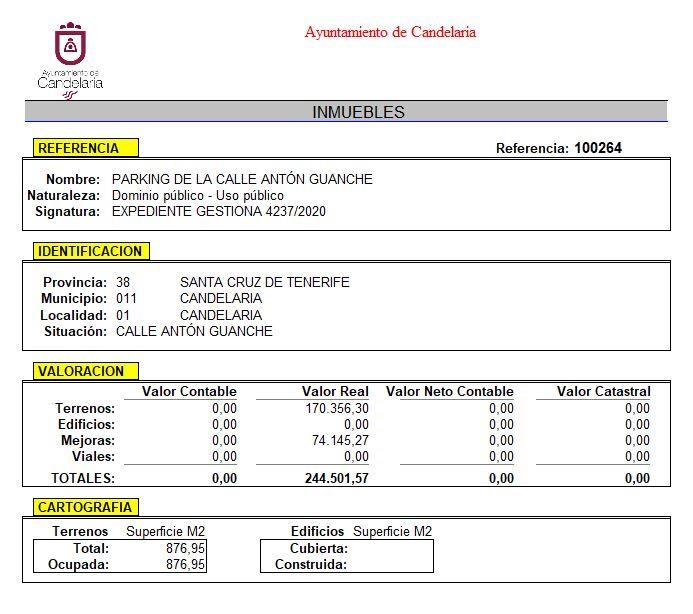 Ayuntamiento de Candelaria
Ayuntamiento de
Candelaria
INMUEBLES
REFERENCIA Referencia: 100264
Nombre: PARKING DE LA CALLE ANTÓN GUANCHE
Naturaleza: Dominio público - Uso público
Signatura: EXPEDIENTE GESTIONA 4237/2020
IDENTIFICACION
Provincia: 38 SANTA CRUZ DE TENERIFE
Municipio: 011 CANDELARIA
Localidad: 01 CANDELARIA
Situación: CALLE ANTÓN GUANCHE
VALORACION
Valor Contable Valor Real Valor Neto Contable Valor Catastral
Terrenos: 0,00 170.356,30 0,00 0,00
Edificios: 0,00 0,00 0,00 0,00
Mejoras: 0,00 74.145,27 0,00 0,00
Viales: 0,00 0,00 0,00 0,00
TOTALES: 0,00 244.501,57 0,00 0,00
CARTOGRAFIA
Terrenos Superficie M2 Edificios Superficie M2
Total: 876,95 Cubierta:
Ocupada: 876,95 Construida: